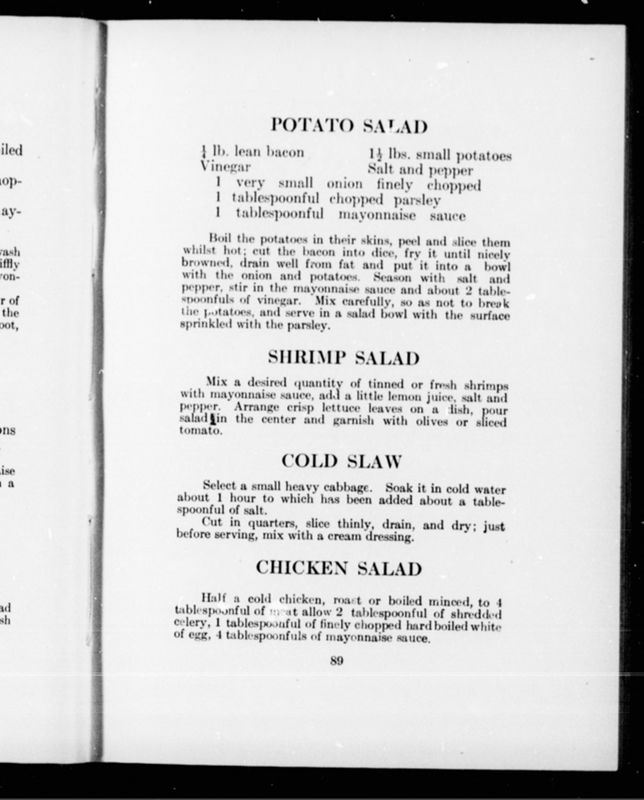 iled
op-
ay-
ash
iffly
on-
r of
the
oot,
ons
ise
a
ad
sh
POTATO SALAD
¼ lb. lean bacon 1½ lbs. small potatoes
Vinegar Salt and pepper
1 very small onion finely chopped
1 tablespoonful chopped parsley
1 tablespoonful mayonnaise sauce
Boil the potatoes in their skins, peel and slice them
whilst hot; cut the bacon into dice, fry it until nicely
browned, drain well from fat and put it into a bowl
with the onion and potatoes. Season with salt and
pepper, stir in the mayonnaise sauce and about 2 table-
spoonfuls of vinegar. Mix carefully, so as not to break
the potatoes, and serve in a salad bowl with the surface
sprinkled with the parsley.
SHRIMP SALAD
Mix a desired quantity of tinned or fresh shrimps
with mayonnaise sauce, add a little lemon juice, salt and
pepper. Arrange crisp lettuce leaves on a dish, pour
salad in the center and garnish with olives or sliced
tomato.
COLD SLAW
Select a small heavy cabbage. Soak it in cold water
about 1 hour to which has been added about a table-
spoonful of salt.
Cut in quarters, slice thinly, drain, and dry; just
before serving, mix with a cream dressing.
CHICKEN SALAD
Half a cold chicken, roast or boiled minced, to 4
tablespoonful of meat allow 2 tablespoonful of shredded
celery, 1 tablespoonful of finely chopped hard boiled white
of egg, 4 tablespoonfuls of mayonnaise sauce.
89